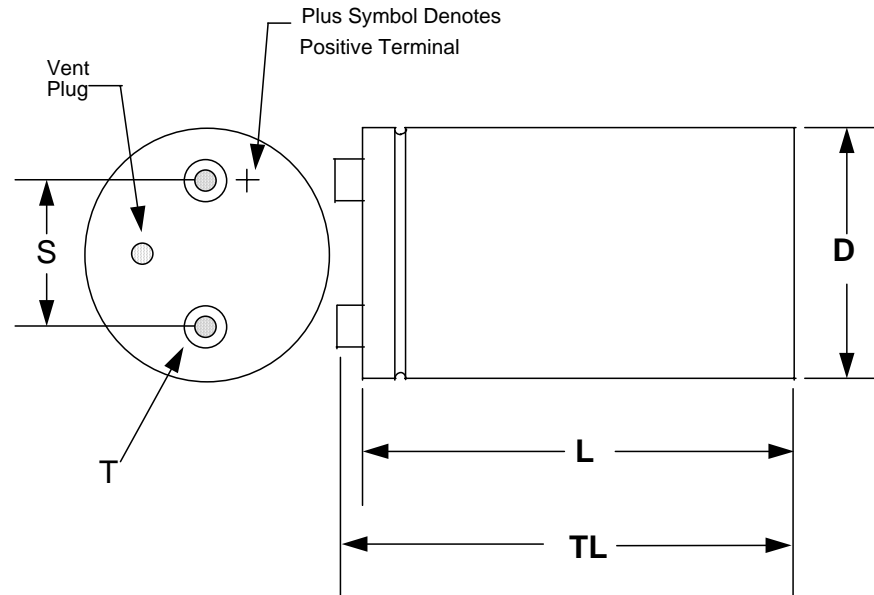 Plus Symbol Denotes
Positive Terminal
Vent
Plug
S
D
T
L
TL